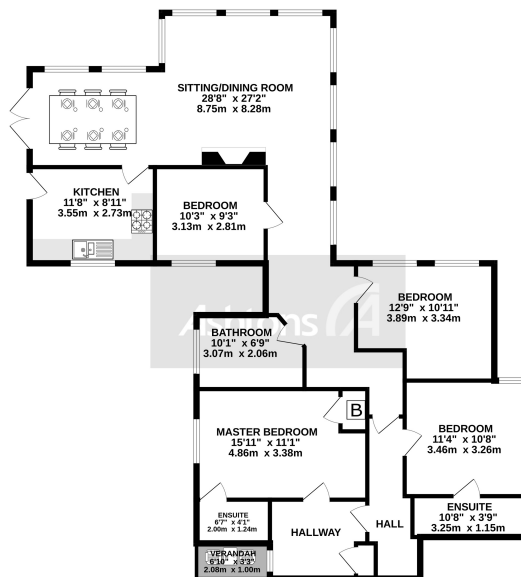 SITTING/DINING ROOM
28'8" x 27'2"
8.75m x 8.28m
KITCHEN
11'8" x 8'11"
3.55m x 2.73m
BEDROOM
10'3" x 9'3"
3.13m x 2.81m
BEDROOM
12'9" x 10'11"
3.89m x 3.34m
Ashtons
BATHROOM
10'1" x 6'9"
3.07m x 2.06m
B
MASTER BEDROOM
15'11" x 11'1"
4.86m x 3.38m
BEDROOM
11'4" x 10'8"
3.46m x 3.26m
ENSUITE
6'7" x 4'1"
2.00m x 1.24m
ENSUITE
10'8" x 3'9"
3.25m x 1.15m
HALLWAY
HALL
VERANDAH
6'10" x 3'3"
2.08m x 1.00m